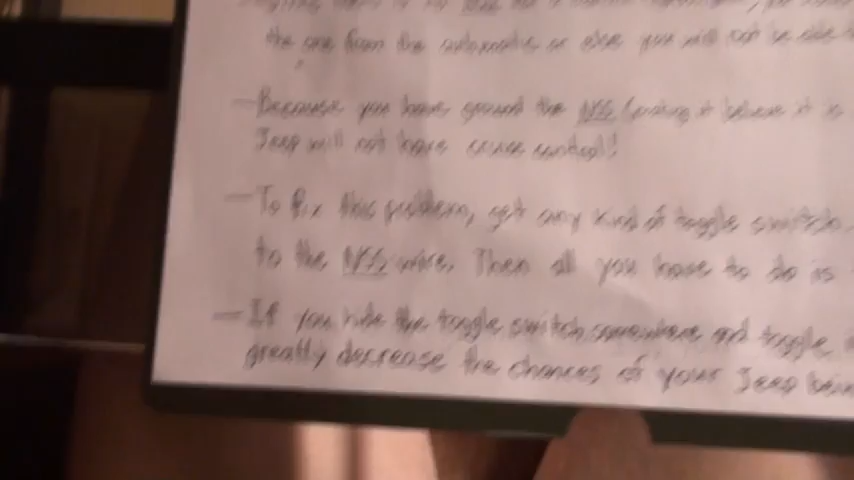 the one from the automatic or else you will not be able
- Because you have ground the NSS (making it believe it is
Jeep will not have cruise control!
- To fix this problem, get any kind of toggle switch
to the NSS wire. Then all you have to do is
- If you hide the toggle switch somewhere and toggle
greatly decrease the chances of your Jeep bein